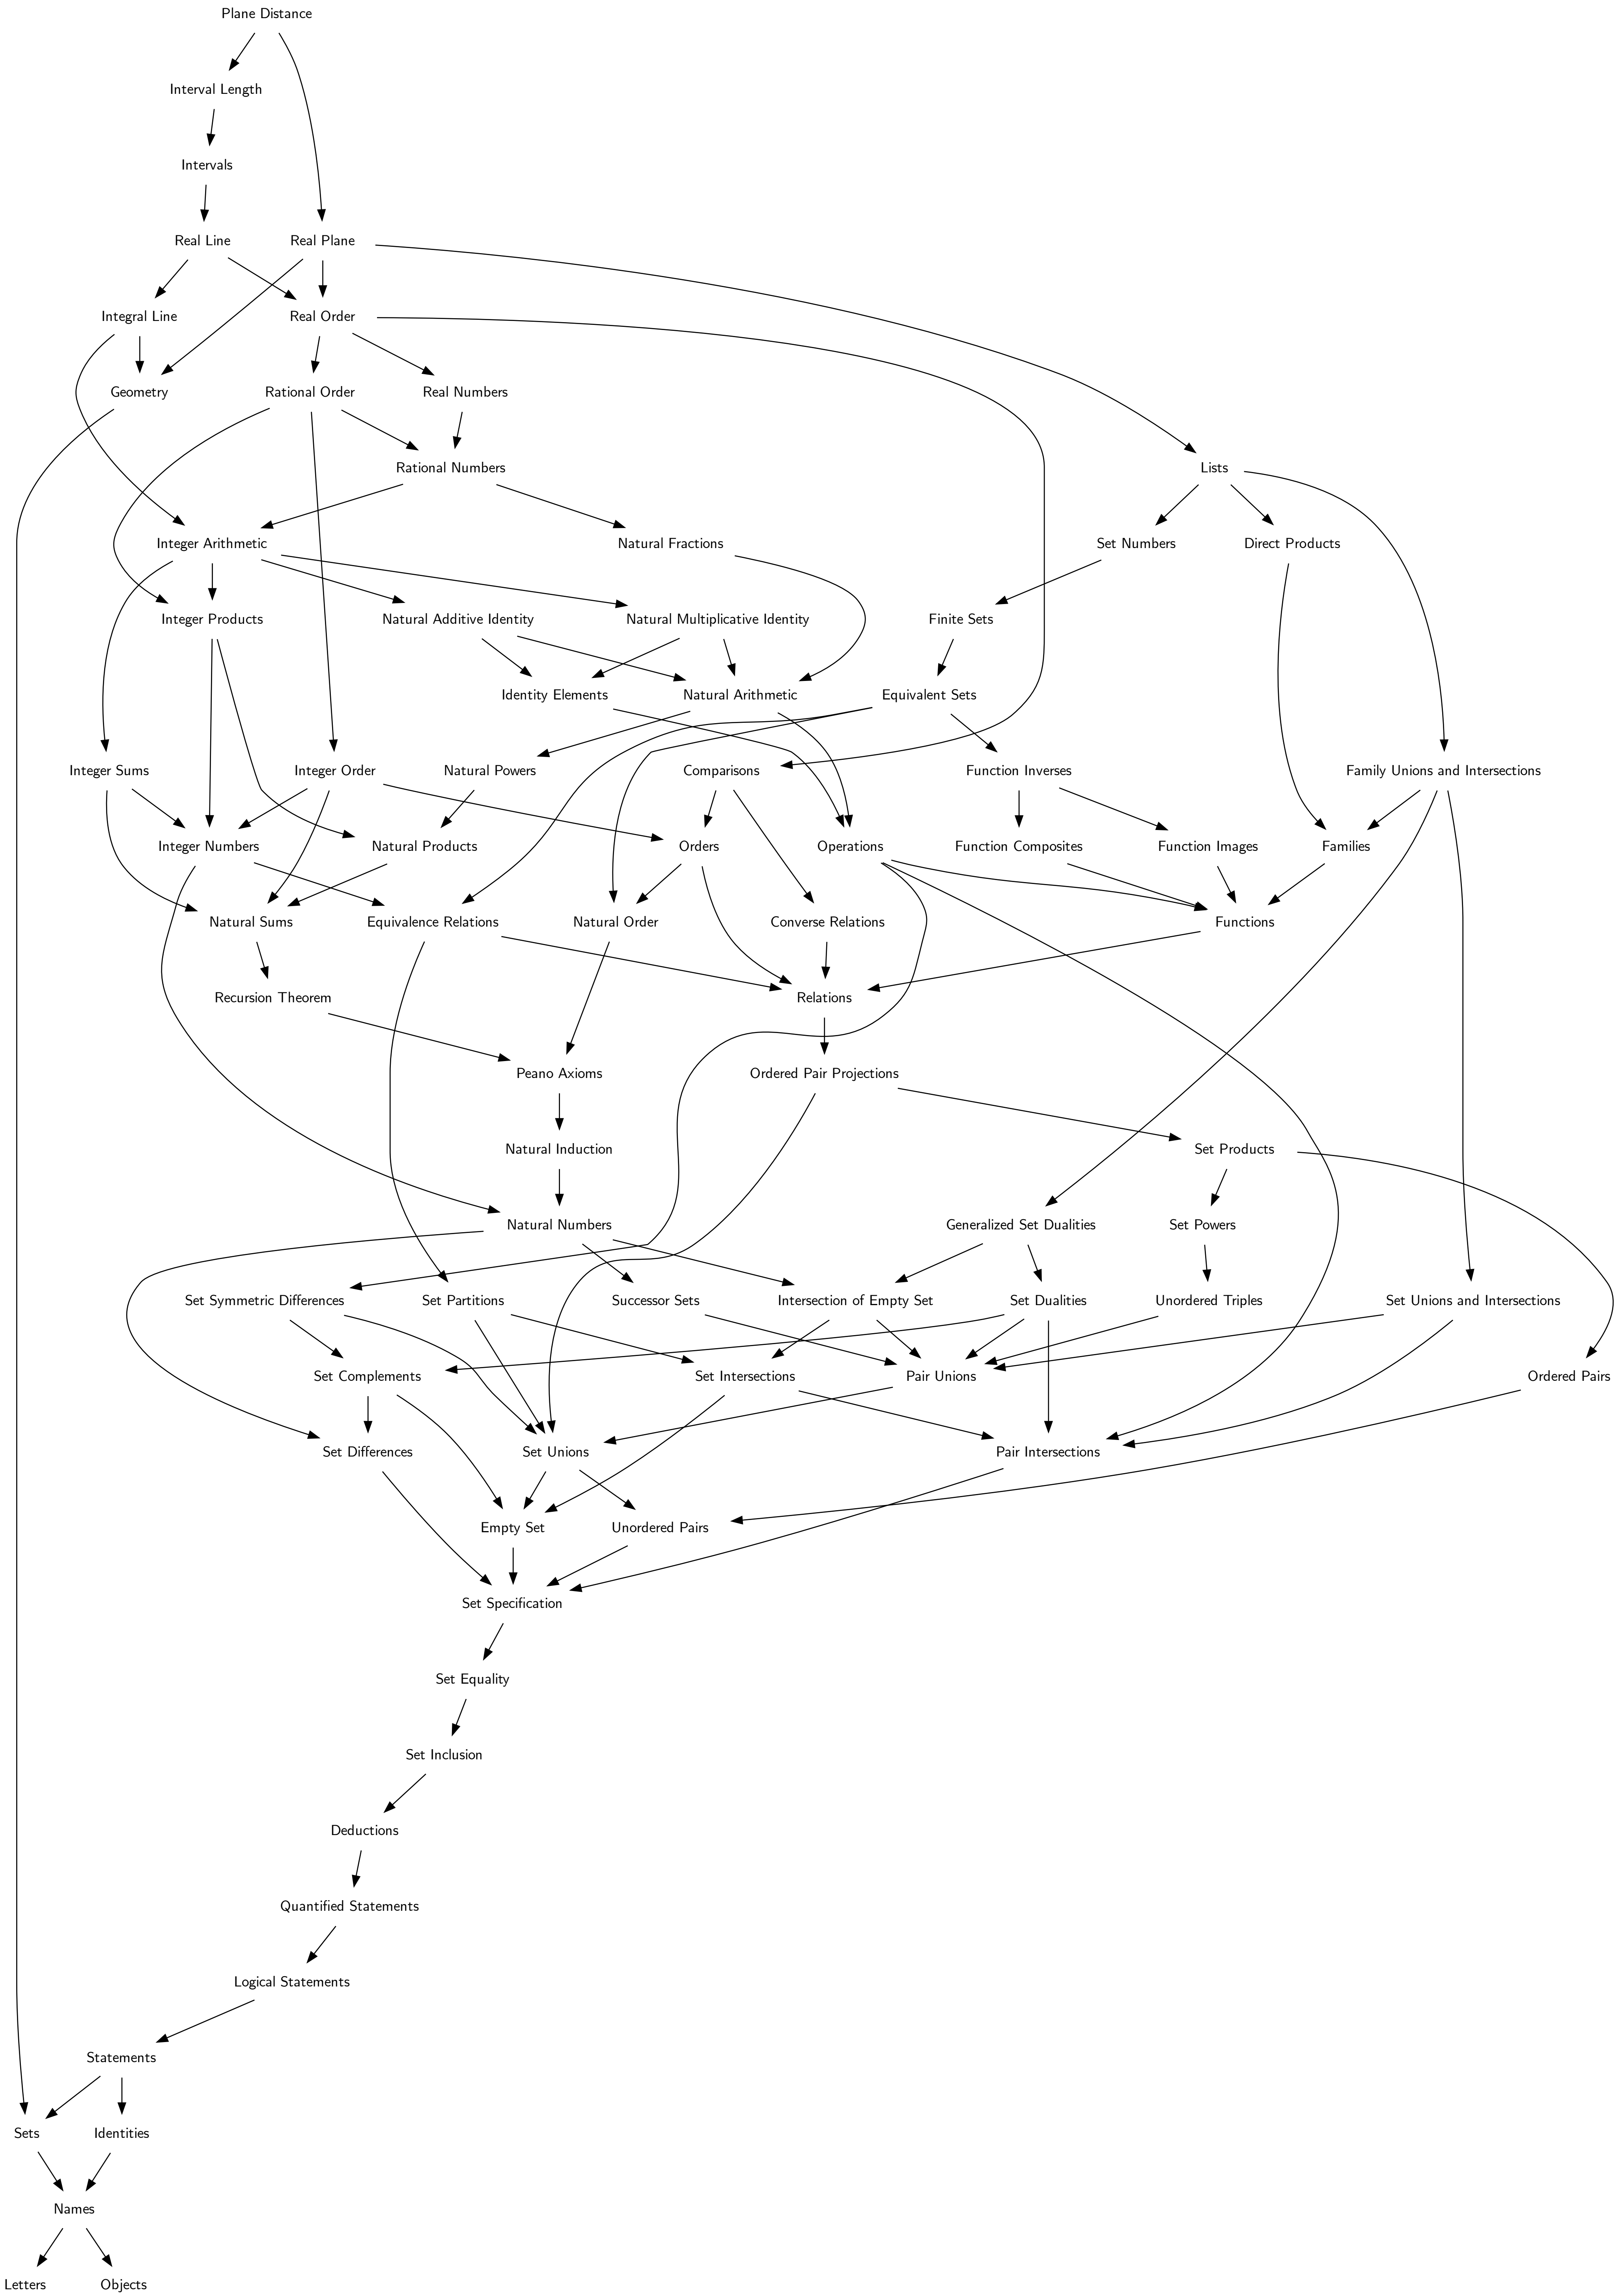 Plane Distance
Interval Length
Intervals
Real Line
Real Plane
Integral Line
Real Order
Geometry
Rational Order
Real Numbers
Rational Numbers
Lists
Integer Arithmetic
Natural Fractions
Set Numbers
Direct Products
Integer Products
Natural Additive Identity
Natural Multiplicative Identity
Finite Sets
Identity Elements
Natural Arithmetic
Equivalent Sets
Integer Sums
Integer Order
Natural Powers
Comparisons
Function Inverses
Family Unions and Intersections
Integer Numbers
Natural Products
Orders
Operations
Function Composites
Function Images
Families
Natural Sums
Equivalence Relations
Natural Order
Converse Relations
Functions
Recursion Theorem
Relations
Peano Axioms
Ordered Pair Projections
Natural Induction
Set Products
Natural Numbers
Generalized Set Dualities
Set Powers
Set Symmetric Differences
Set Partitions
Successor Sets
Intersection of Empty Set
Set Dualities
Unordered Triples
Set Unions and Intersections
Set Complements
Set Intersections
Pair Unions
Ordered Pairs
Set Differences
Set Unions
Pair Intersections
Empty Set
Unordered Pairs
Set Specification
Set Equality
Set Inclusion
Deductions
Quantified Statements
Logical Statements
Statements
Sets
Identities
Names
Letters
Objects